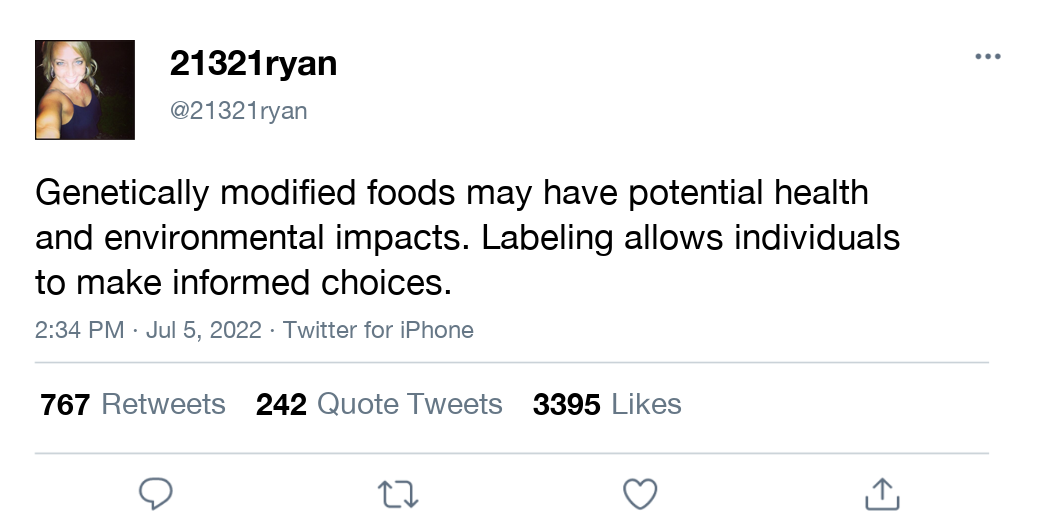 21321ryan
@21321ryan
Genetically modified foods may have potential health
and environmental impacts. Labeling allows individuals
to make informed choices.
2:34 PM · Jul 5, 2022 · Twitter for iPhone
767 Retweets 242 Quote Tweets 3395 Likes